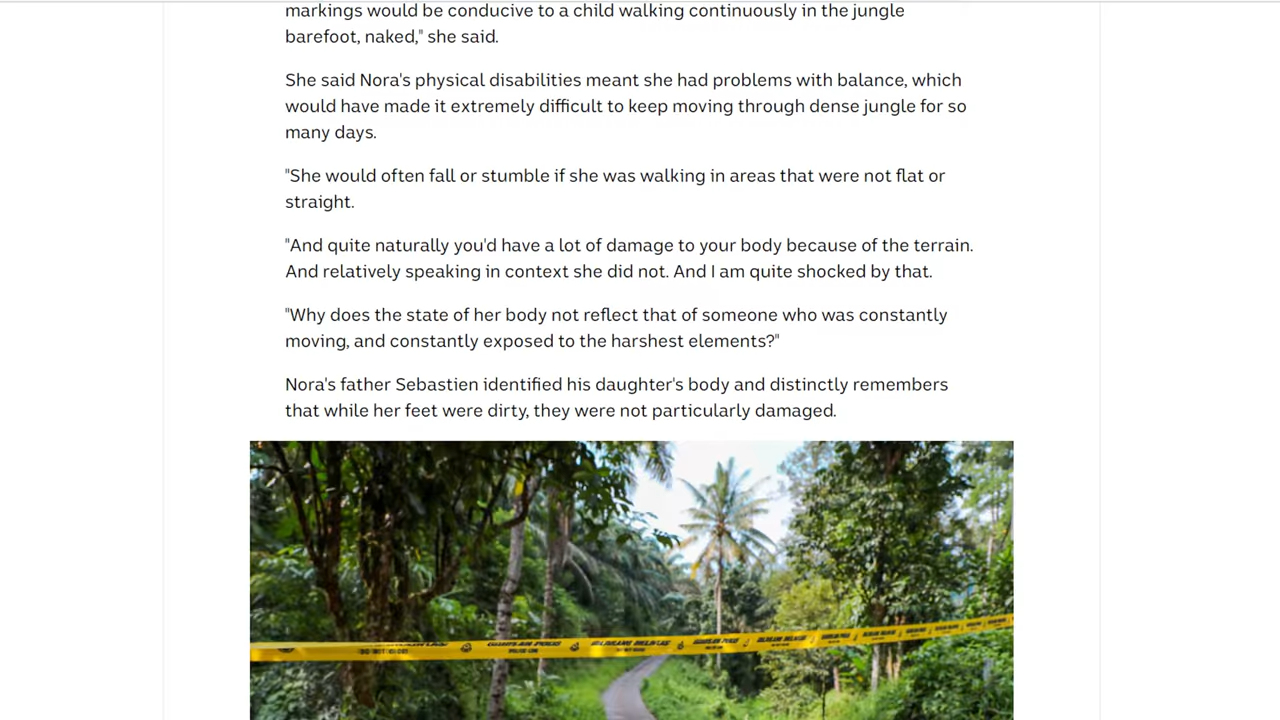 markings would be conducive to a child walking continuously in the jungle
barefoot, naked," she said.
She said Nora's physical disabilities meant she had problems with balance, which
would have made it extremely difficult to keep moving through dense jungle for so
many days.
"She would often fall or stumble if she was walking in areas that were not flat or
straight.
"And quite naturally you'd have a lot of damage to your body because of the terrain.
And relatively speaking in context she did not. And I am quite shocked by that.
"Why does the state of her body not reflect that of someone who was constantly
moving, and constantly exposed to the harshest elements?"
Nora's father Sebastien identified his daughter's body and distinctly remembers
that while her feet were dirty, they were not particularly damaged.